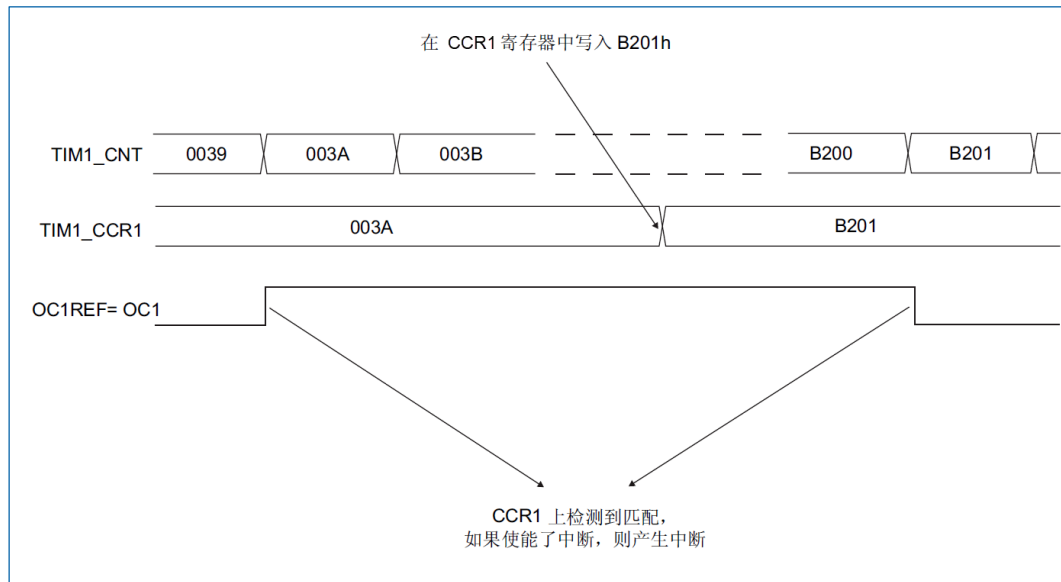 在 CCR1 寄存器中写入 B201h
TIM1_CNT 0039 003A 003B B200 B201
TIM1_CCR1 003A B201
OC1REF= OC1
CCR1 上检测到匹配，
如果使能了中断，则产生中断